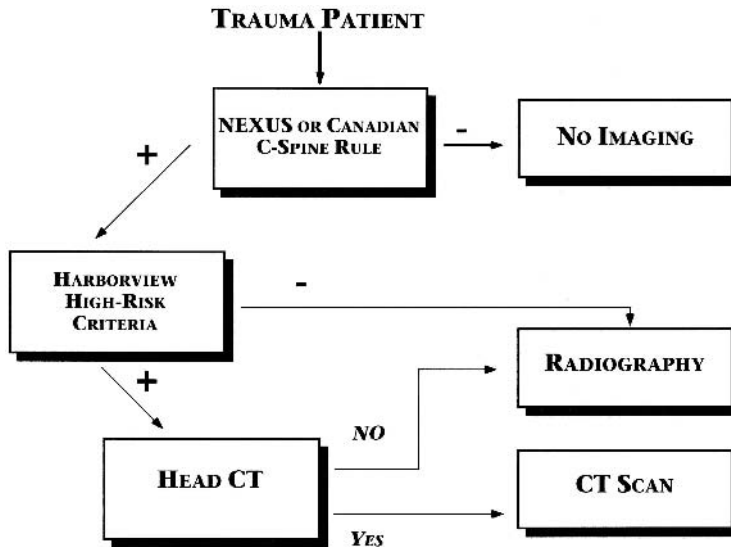 TRAUMA PATIENT
NEXUS OR CANADIAN
C-SPINE RULE
-
NO IMAGING
+
HARBORVIEW
HIGH-RISK
CRITERIA
-
RADIOGRAPHY
+
HEAD CT
NO
YES
CT SCAN